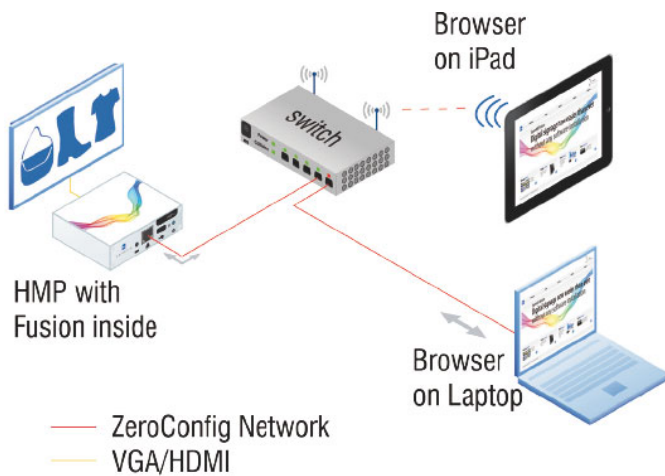 Browser
on iPad
switch
HMP with
Fusion inside
Browser
on Laptop
ZeroConfig Network
VGA/HDMI